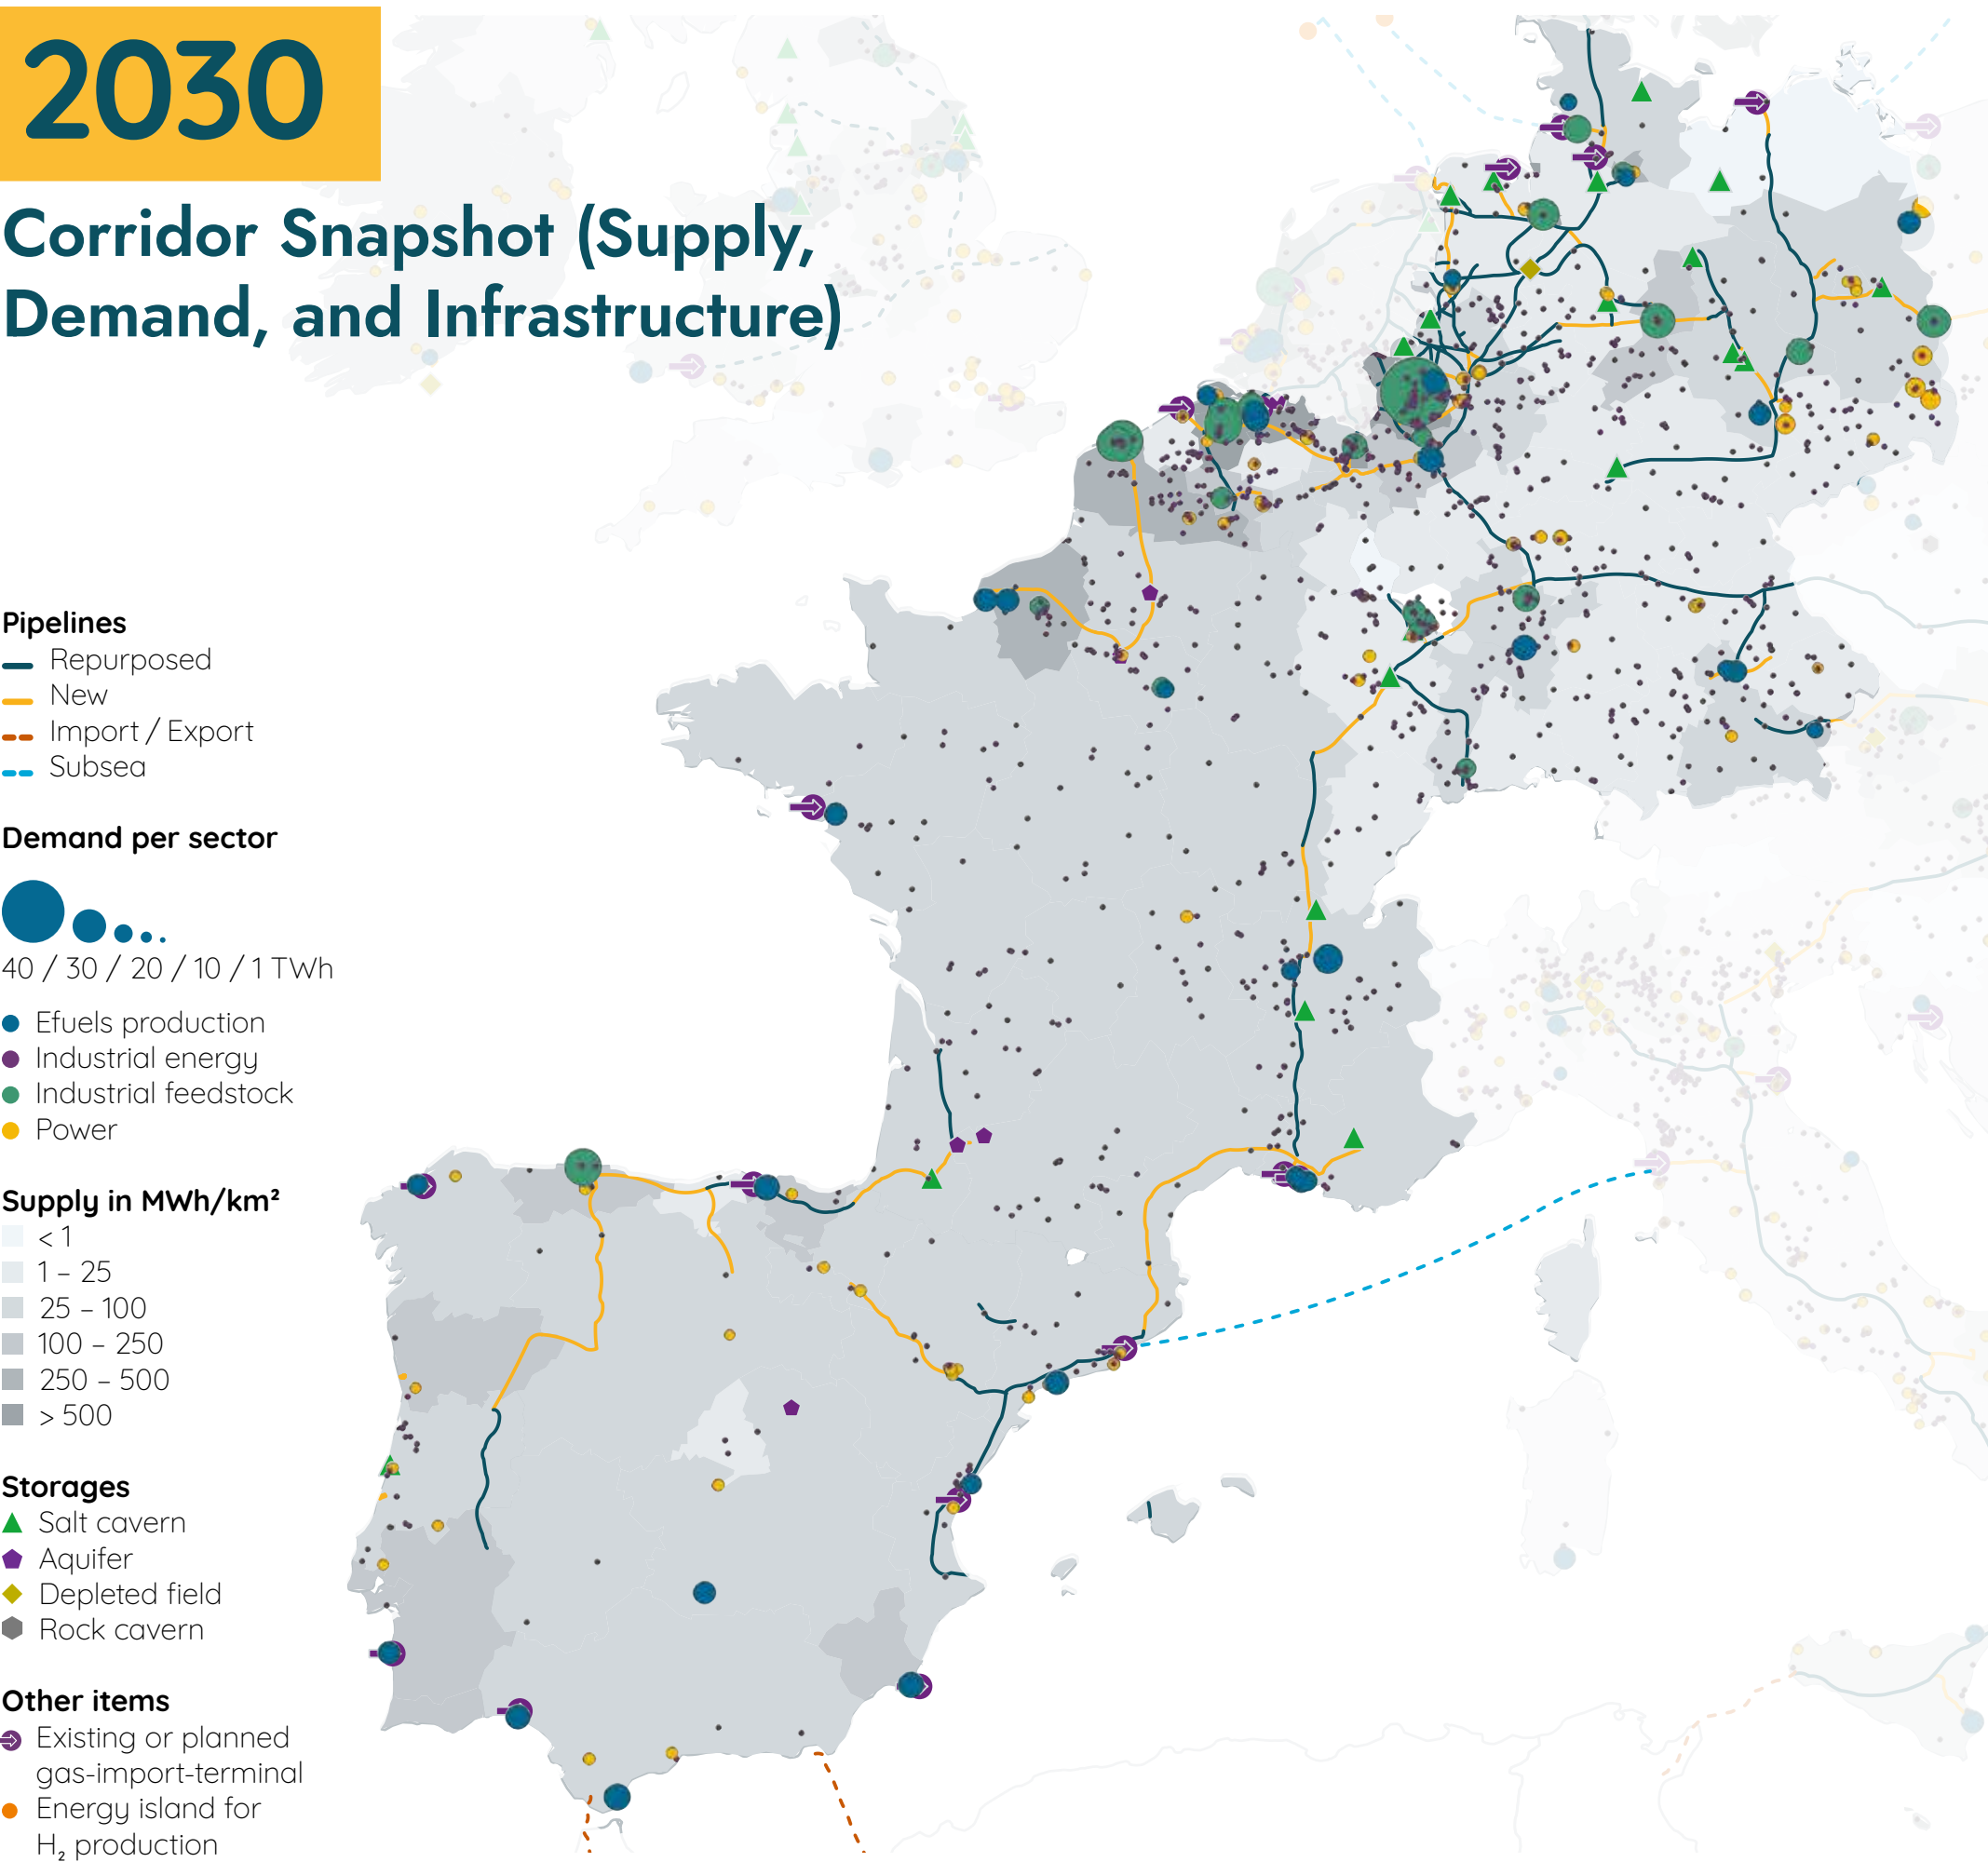 2030
Corridor Snapshot (Supply,
Demand, and Infrastructure)
Pipelines
Repurposed
New
Import / Export
Subsea
Demand per sector
40 / 30 / 20 / 10 / 1 TWh
Efuels production
Industrial energy
Industrial feedstock
Power
Supply in MWh/km²
< 1
1 – 25
25 – 100
100 – 250
250 – 500
> 500
Storages
Salt cavern
Aquifer
Depleted field
Rock cavern
Other items
Existing or planned
gas-import-terminal
Energy island for
H₂ production